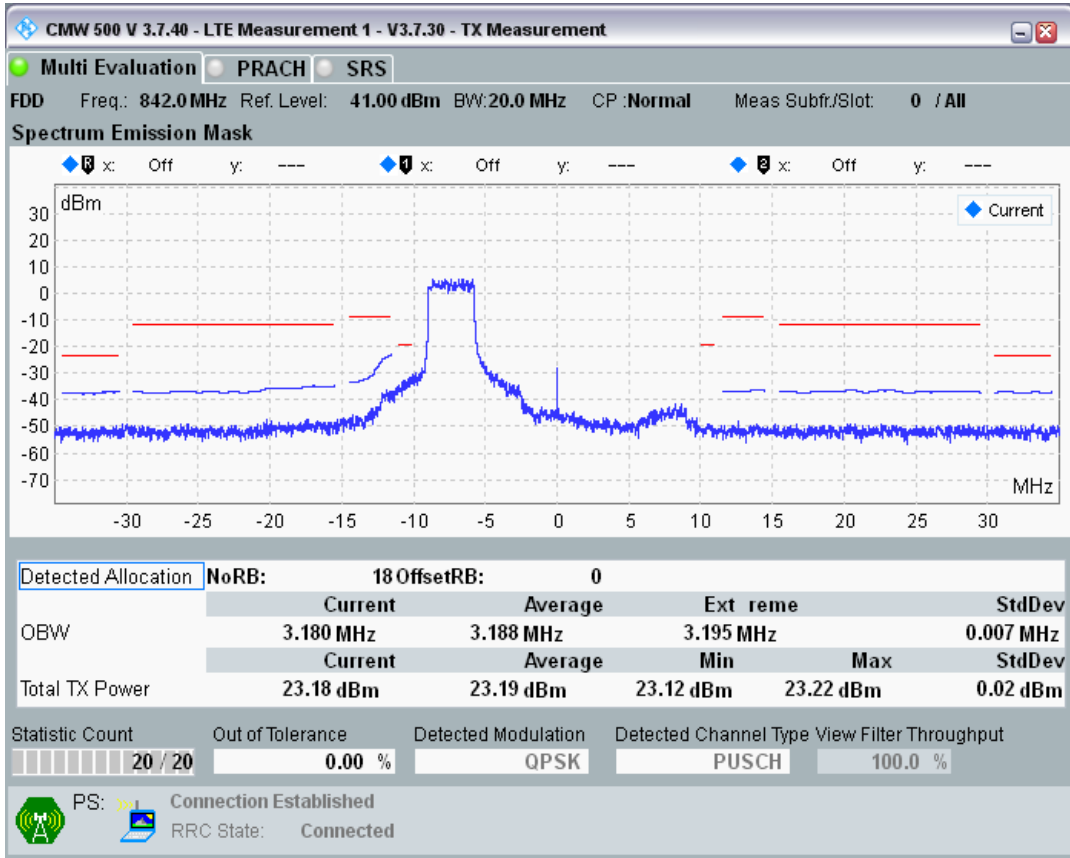 CMW 500 V 3.7.40 - LTE Measurement 1 - V3.7.30 - TX Measurement
Multi Evaluation PRACH SRS
FDD Freq.: 842.0 MHz Ref. Level: 41.00 dBm BW: 20.0 MHz CP :Normal Meas Subfr./Slot: 0 / All
Spectrum Emission Mask
R x: Off y: --- 1 x: Off y: --- 2 x: Off y: ---
dBm
Current
30
20
10
0
-10
-20
-30
-40
-50
-60
-70
MHz
-30 -25 -20 -15 -10 -5 0 5 10 15 20 25 30
Detected Allocation NoRB: 18 OffsetRB: 0
Current Average Ext reme StdDev
OBW 3.180 MHz 3.188 MHz 3.195 MHz 0.007 MHz
Current Average Min Max StdDev
Total TX Power 23.18 dBm 23.19 dBm 23.12 dBm 23.22 dBm 0.02 dBm
Statistic Count Out of Tolerance Detected Modulation Detected Channel Type View Filter Throughput
20 / 20 0.00 % QPSK PUSCH 100.0 %
PS: Connection Established
RRC State: Connected